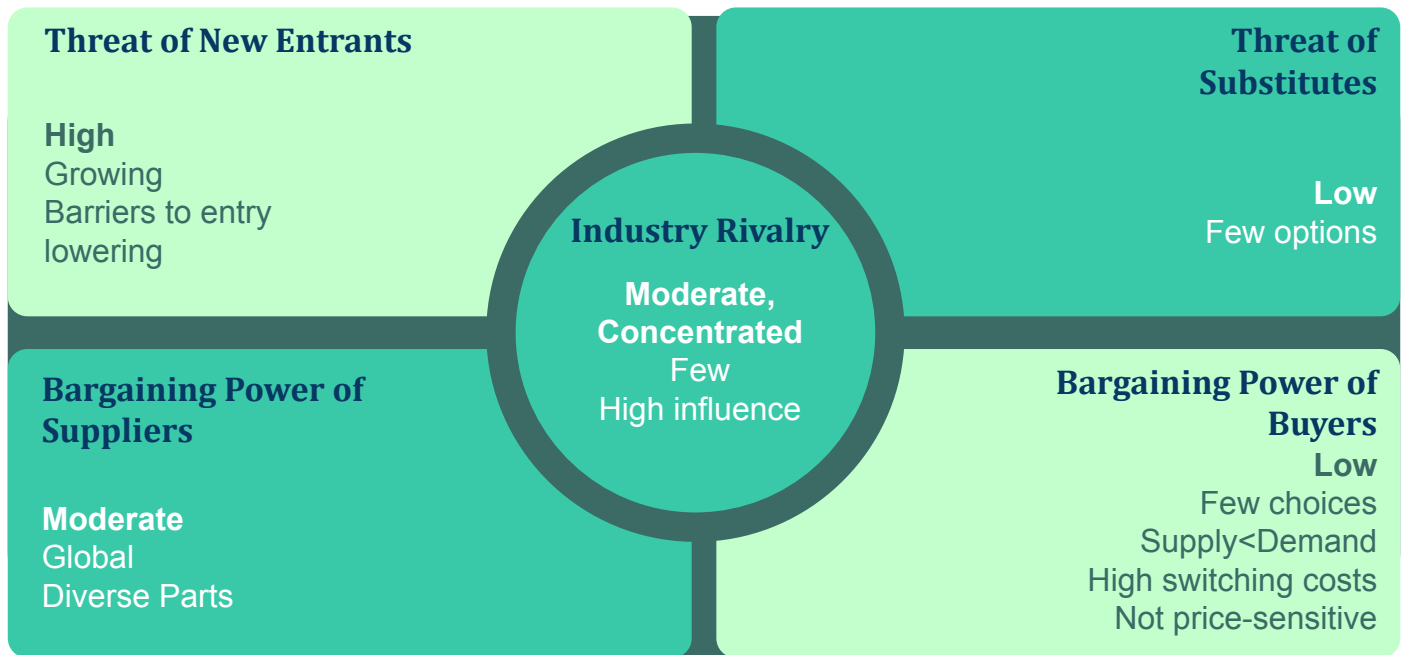 Threat of New Entrants
High
Growing
Barriers to entry
lowering
Threat of
Substitutes
Low
Few options
Industry Rivalry
Moderate,
Concentrated
Few
High influence
Bargaining Power of
Suppliers
Moderate
Global
Diverse Parts
Bargaining Power of
Buyers
Low
Few choices
Supply<Demand
High switching costs
Not price-sensitive